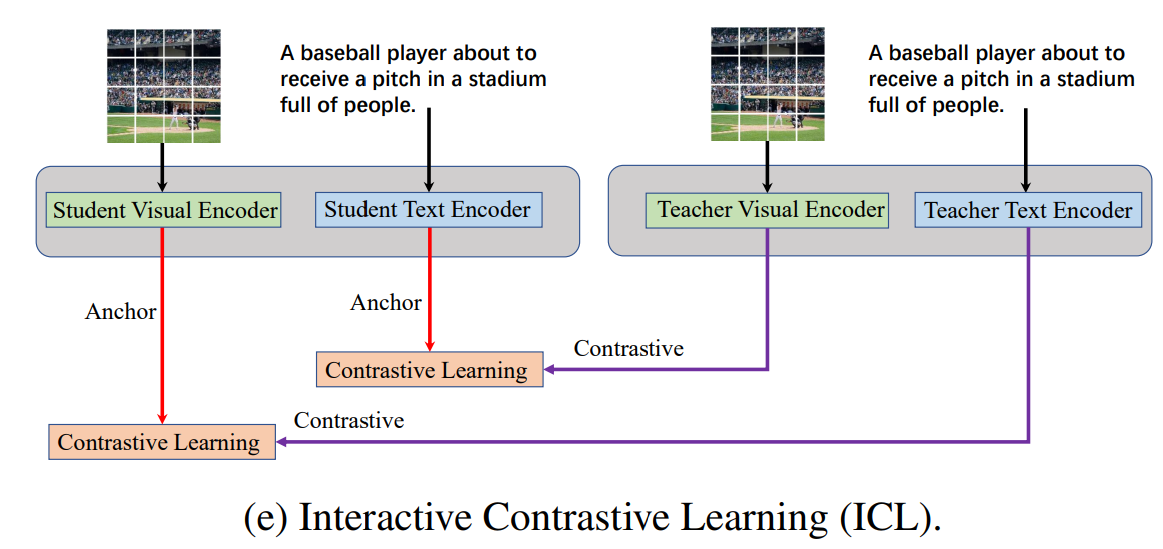 A baseball player about to
receive a pitch in a stadium
full of people.
A baseball player about to
receive a pitch in a stadium
full of people.
Student Visual Encoder
Student Text Encoder
Teacher Visual Encoder
Teacher Text Encoder
Anchor
Anchor
Contrastive
Contrastive Learning
Contrastive
Contrastive Learning
(e) Interactive Contrastive Learning (ICL).